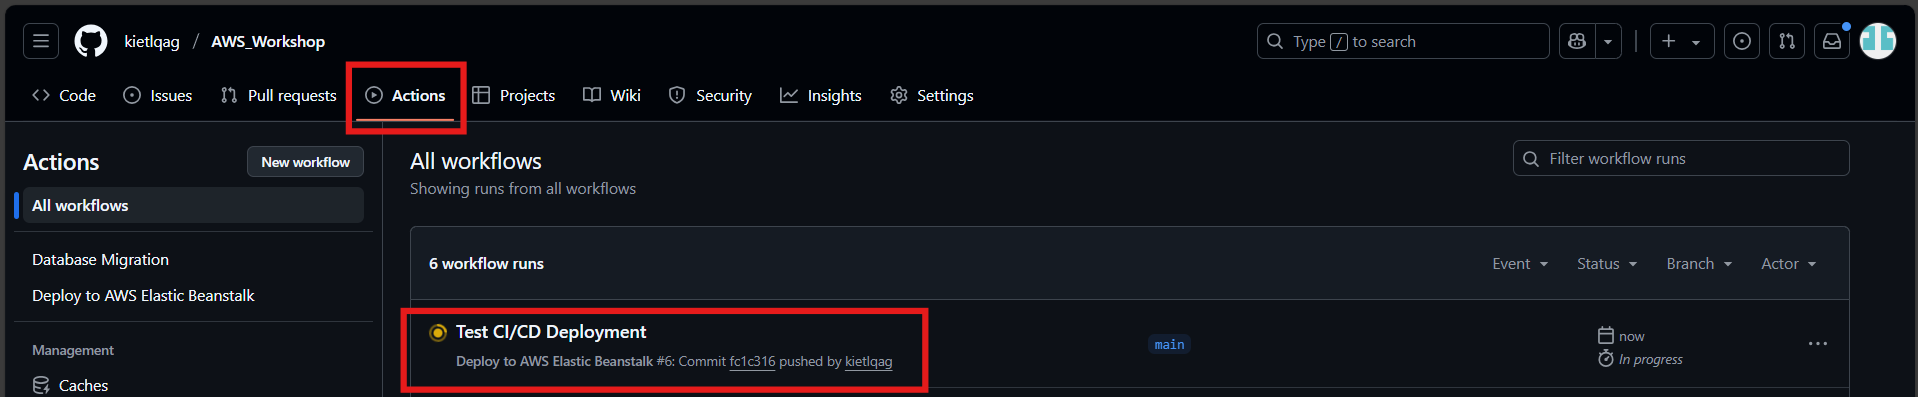 kietlqag / AWS_Workshop
Type / to search
Code Issues Pull requests Actions Projects Wiki Security Insights Settings
Actions
New workflow
All workflows
Database Migration
Deploy to AWS Elastic Beanstalk
Management
Caches
All workflows
Showing runs from all workflows
Filter workflow runs
6 workflow runs
Event Status Branch Actor
Test CI/CD Deployment
Deploy to AWS Elastic Beanstalk #6: Commit fc1c316 pushed by kietlqag
main
now
In progress